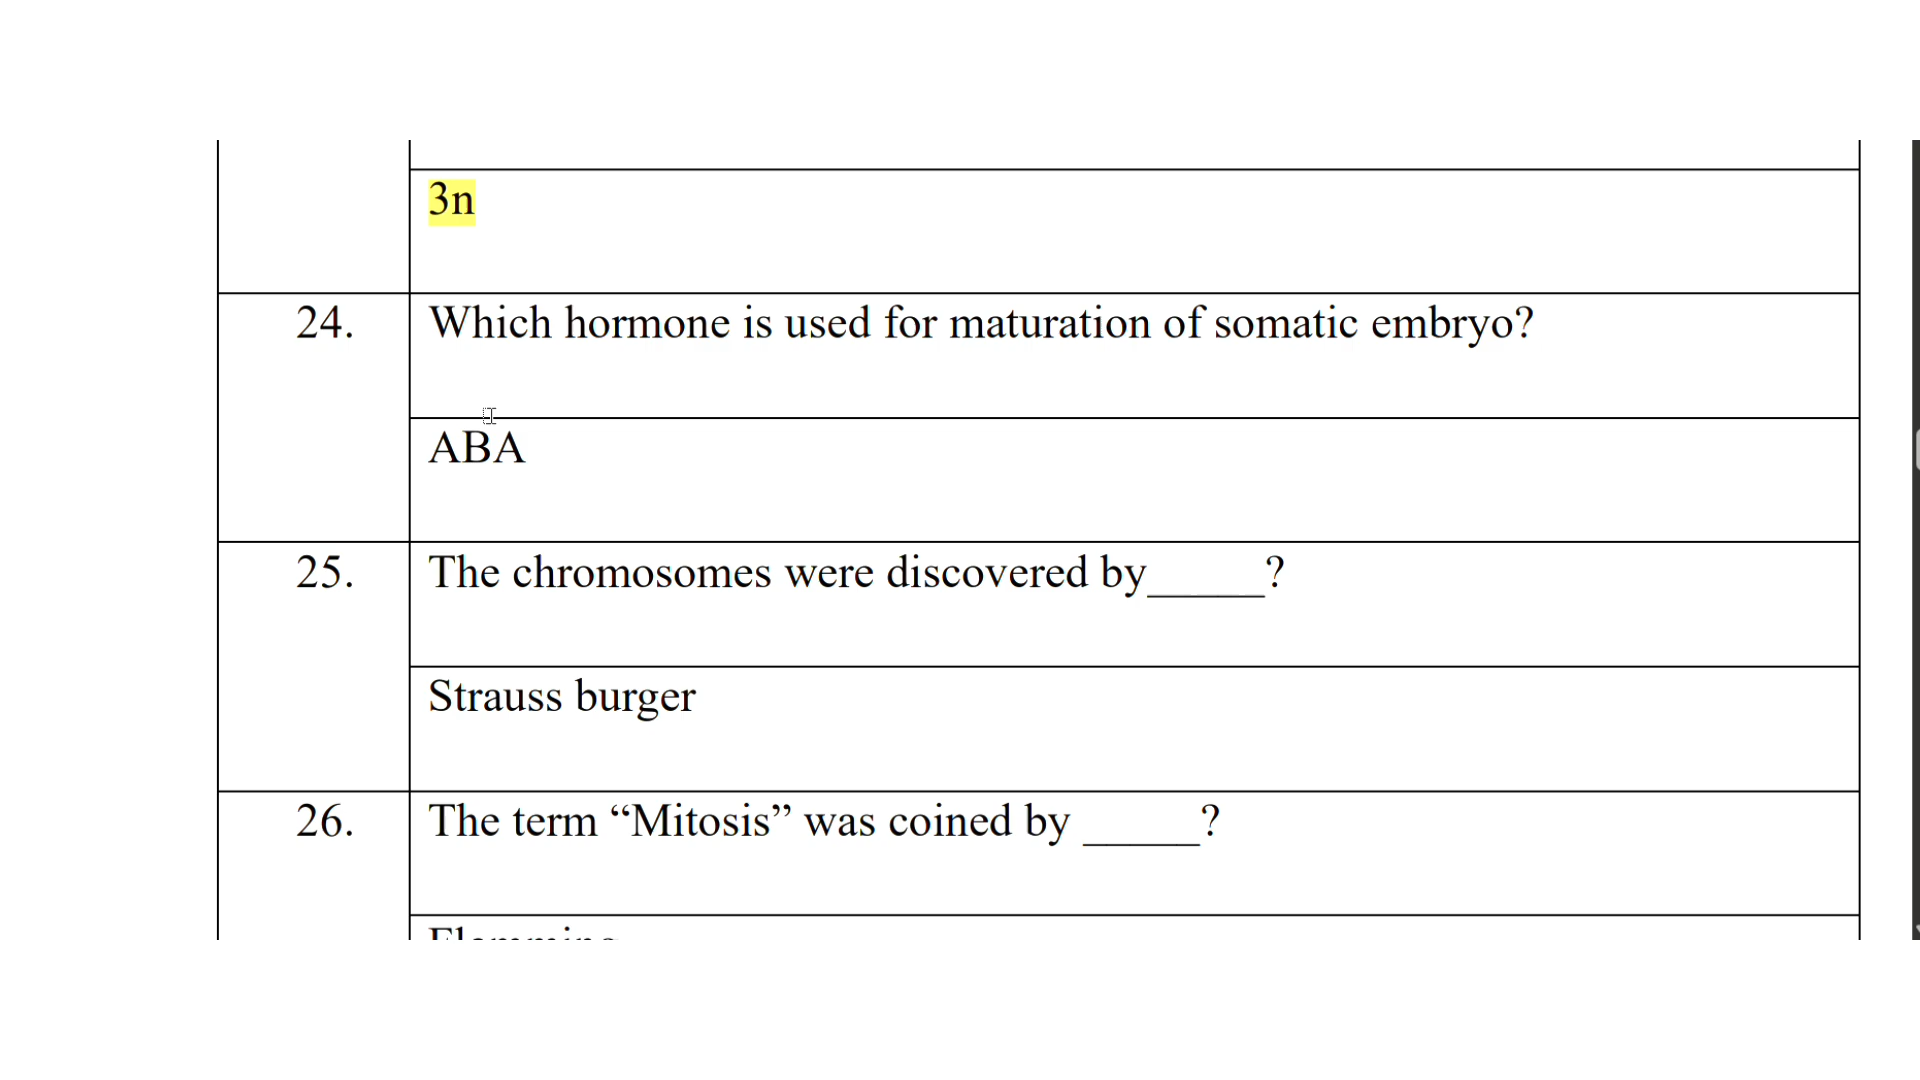 3n
24. Which hormone is used for maturation of somatic embryo?
ABA
25. The chromosomes were discovered by_____?
Strauss burger
26. The term “Mitosis” was coined by _____?